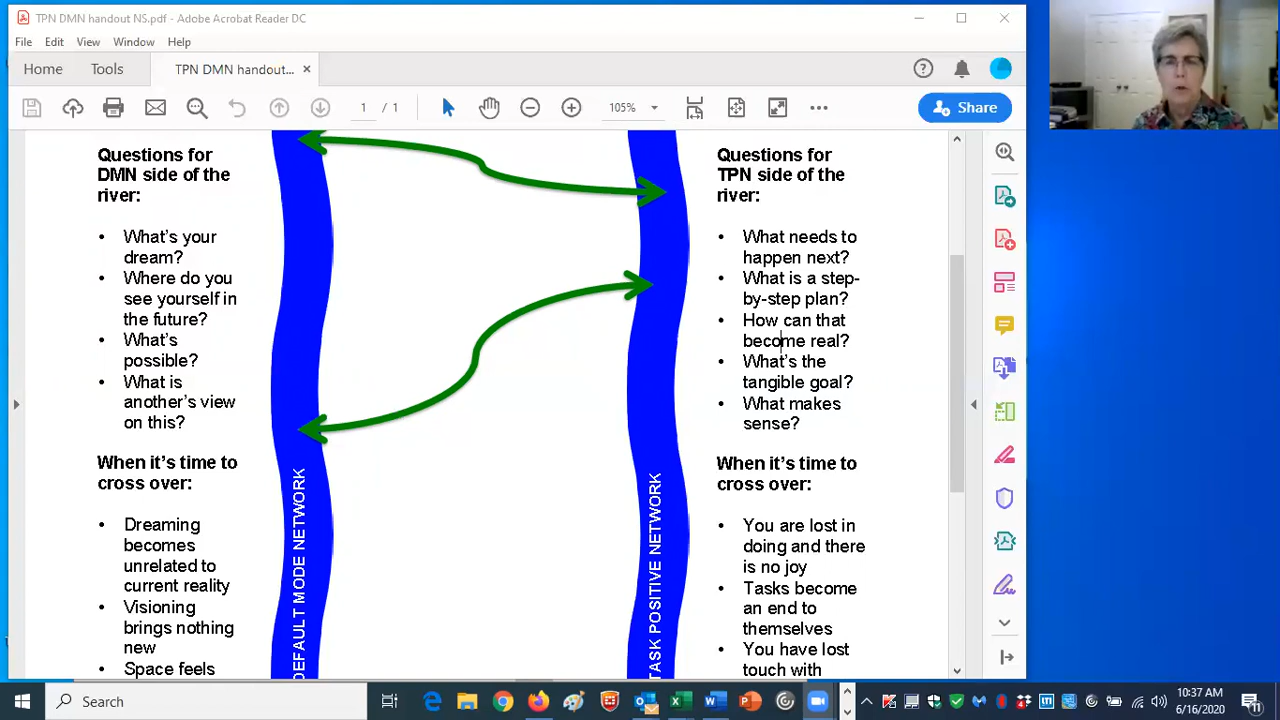 TPN DMN handout NS.pdf - Adobe Acrobat Reader DC
File Edit View Window Help
Home Tools TPN DMN handout...
1 / 1 105% Share
Questions for
DMN side of the
river:
• What's your
dream?
• Where do you
see yourself in
the future?
• What's
possible?
• What is
another's view
on this?
When it's time to
cross over:
• Dreaming
becomes
unrelated to
current reality
• Visioning
brings nothing
new
• Space feels
DEFAULT MODE NETWORK
TASK POSITIVE NETWORK
Questions for
TPN side of the
river:
• What needs to
happen next?
• What is a step-
by-step plan?
• How can that
become real?
• What's the
tangible goal?
• What makes
sense?
When it's time to
cross over:
• You are lost in
doing and there
is no joy
• Tasks become
an end to
themselves
• You have lost
touch with
Search
10:37 AM
6/16/2020
11